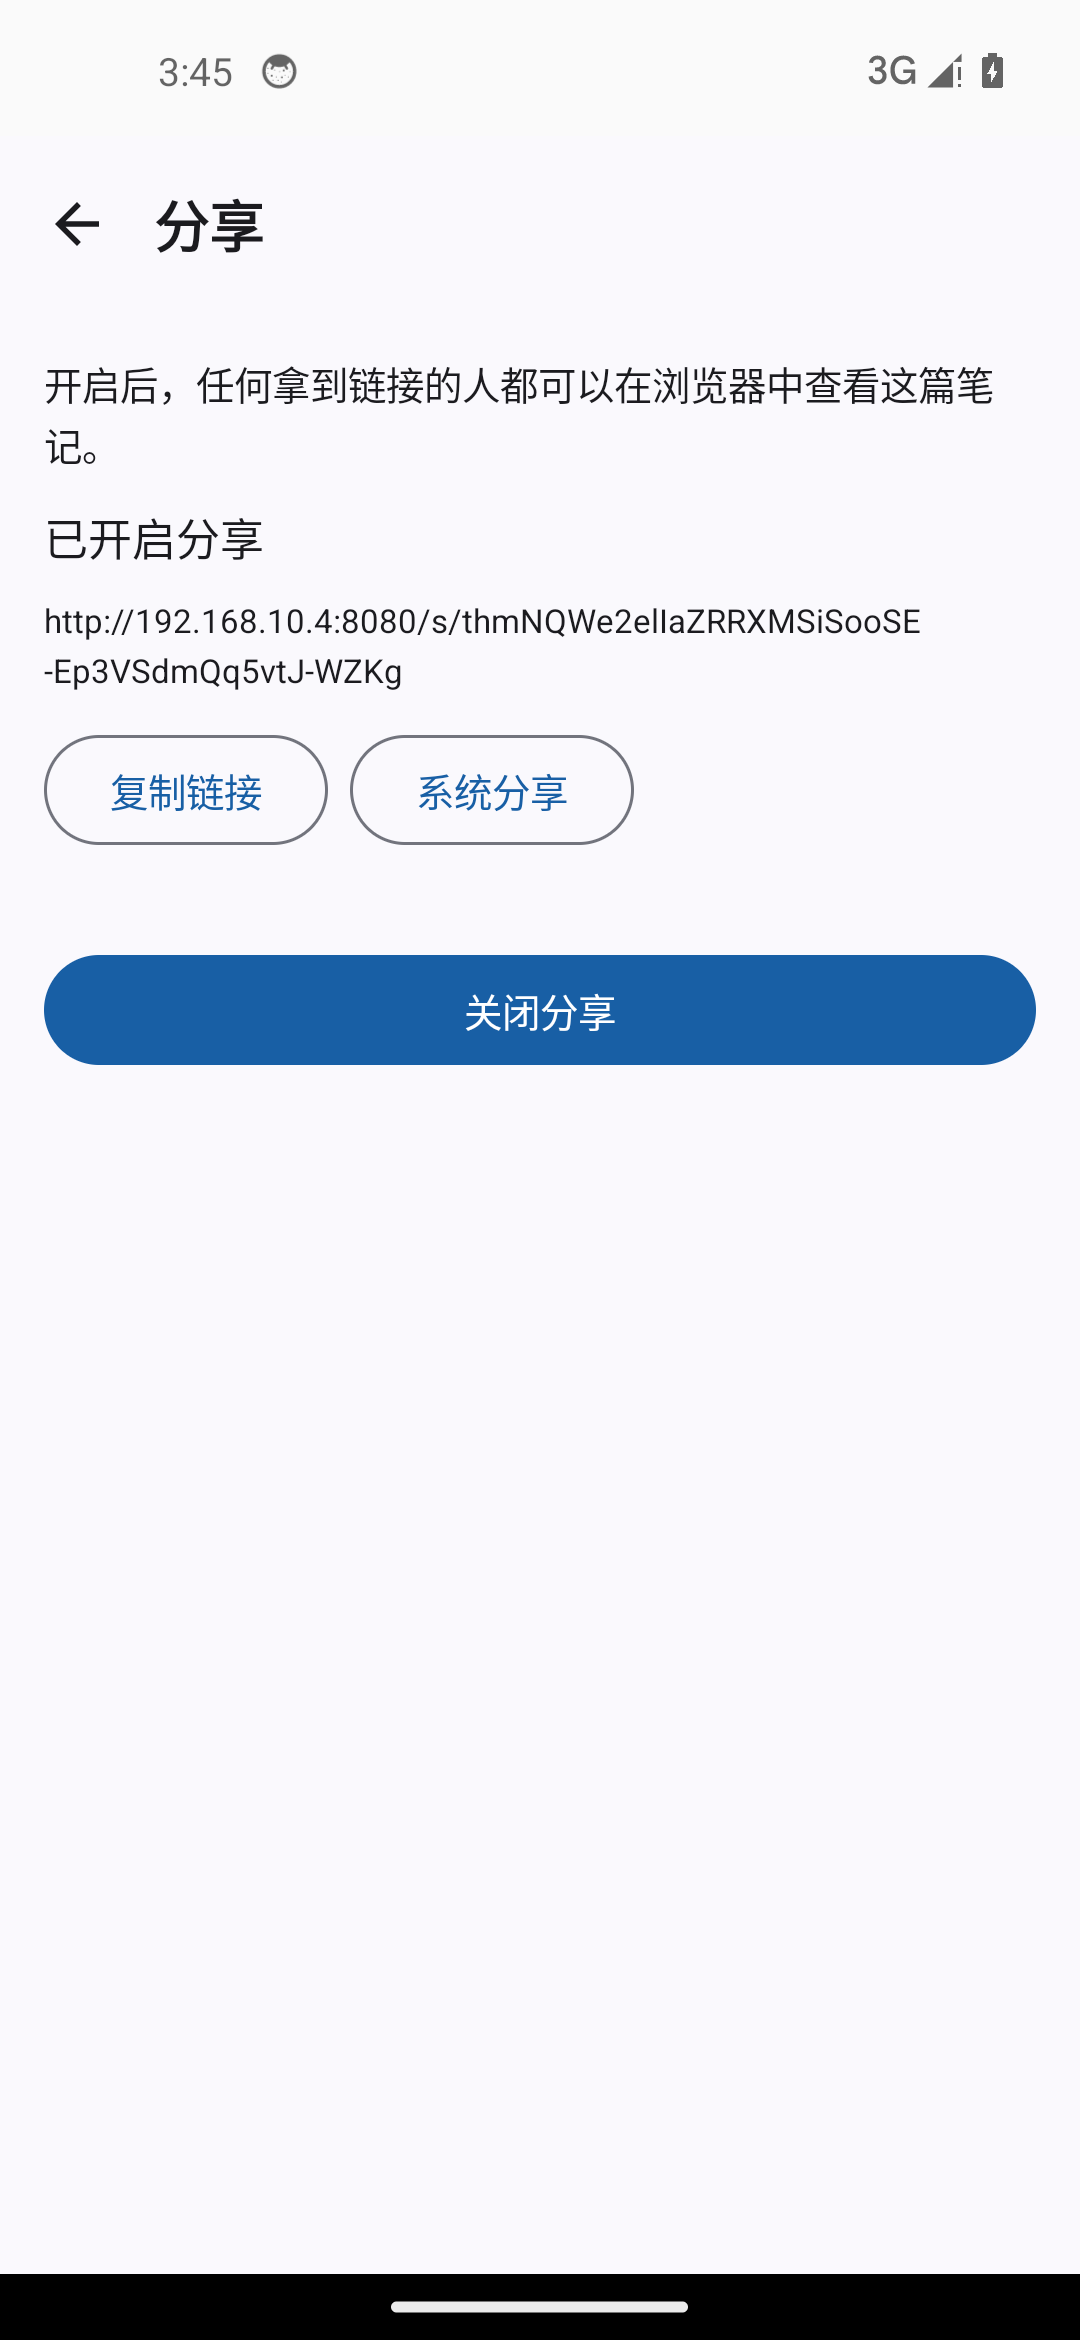 3:45
3G
分享
开启后，任何拿到链接的人都可以在浏览器中查看这篇笔
记。
已开启分享
http://192.168.10.4:8080/s/thmNQWe2elIaZRRXMSiSooSE
-Ep3VSdmQq5vtJ-WZKg
复制链接
系统分享
关闭分享